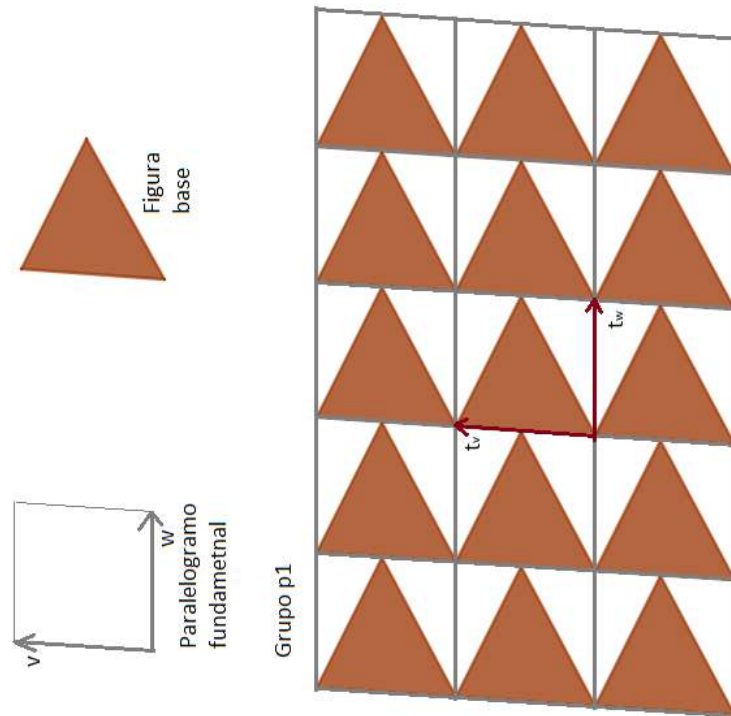 v
w
Paralelogramo
fundametnal
Figura
base
Grupo p1
tv
tw